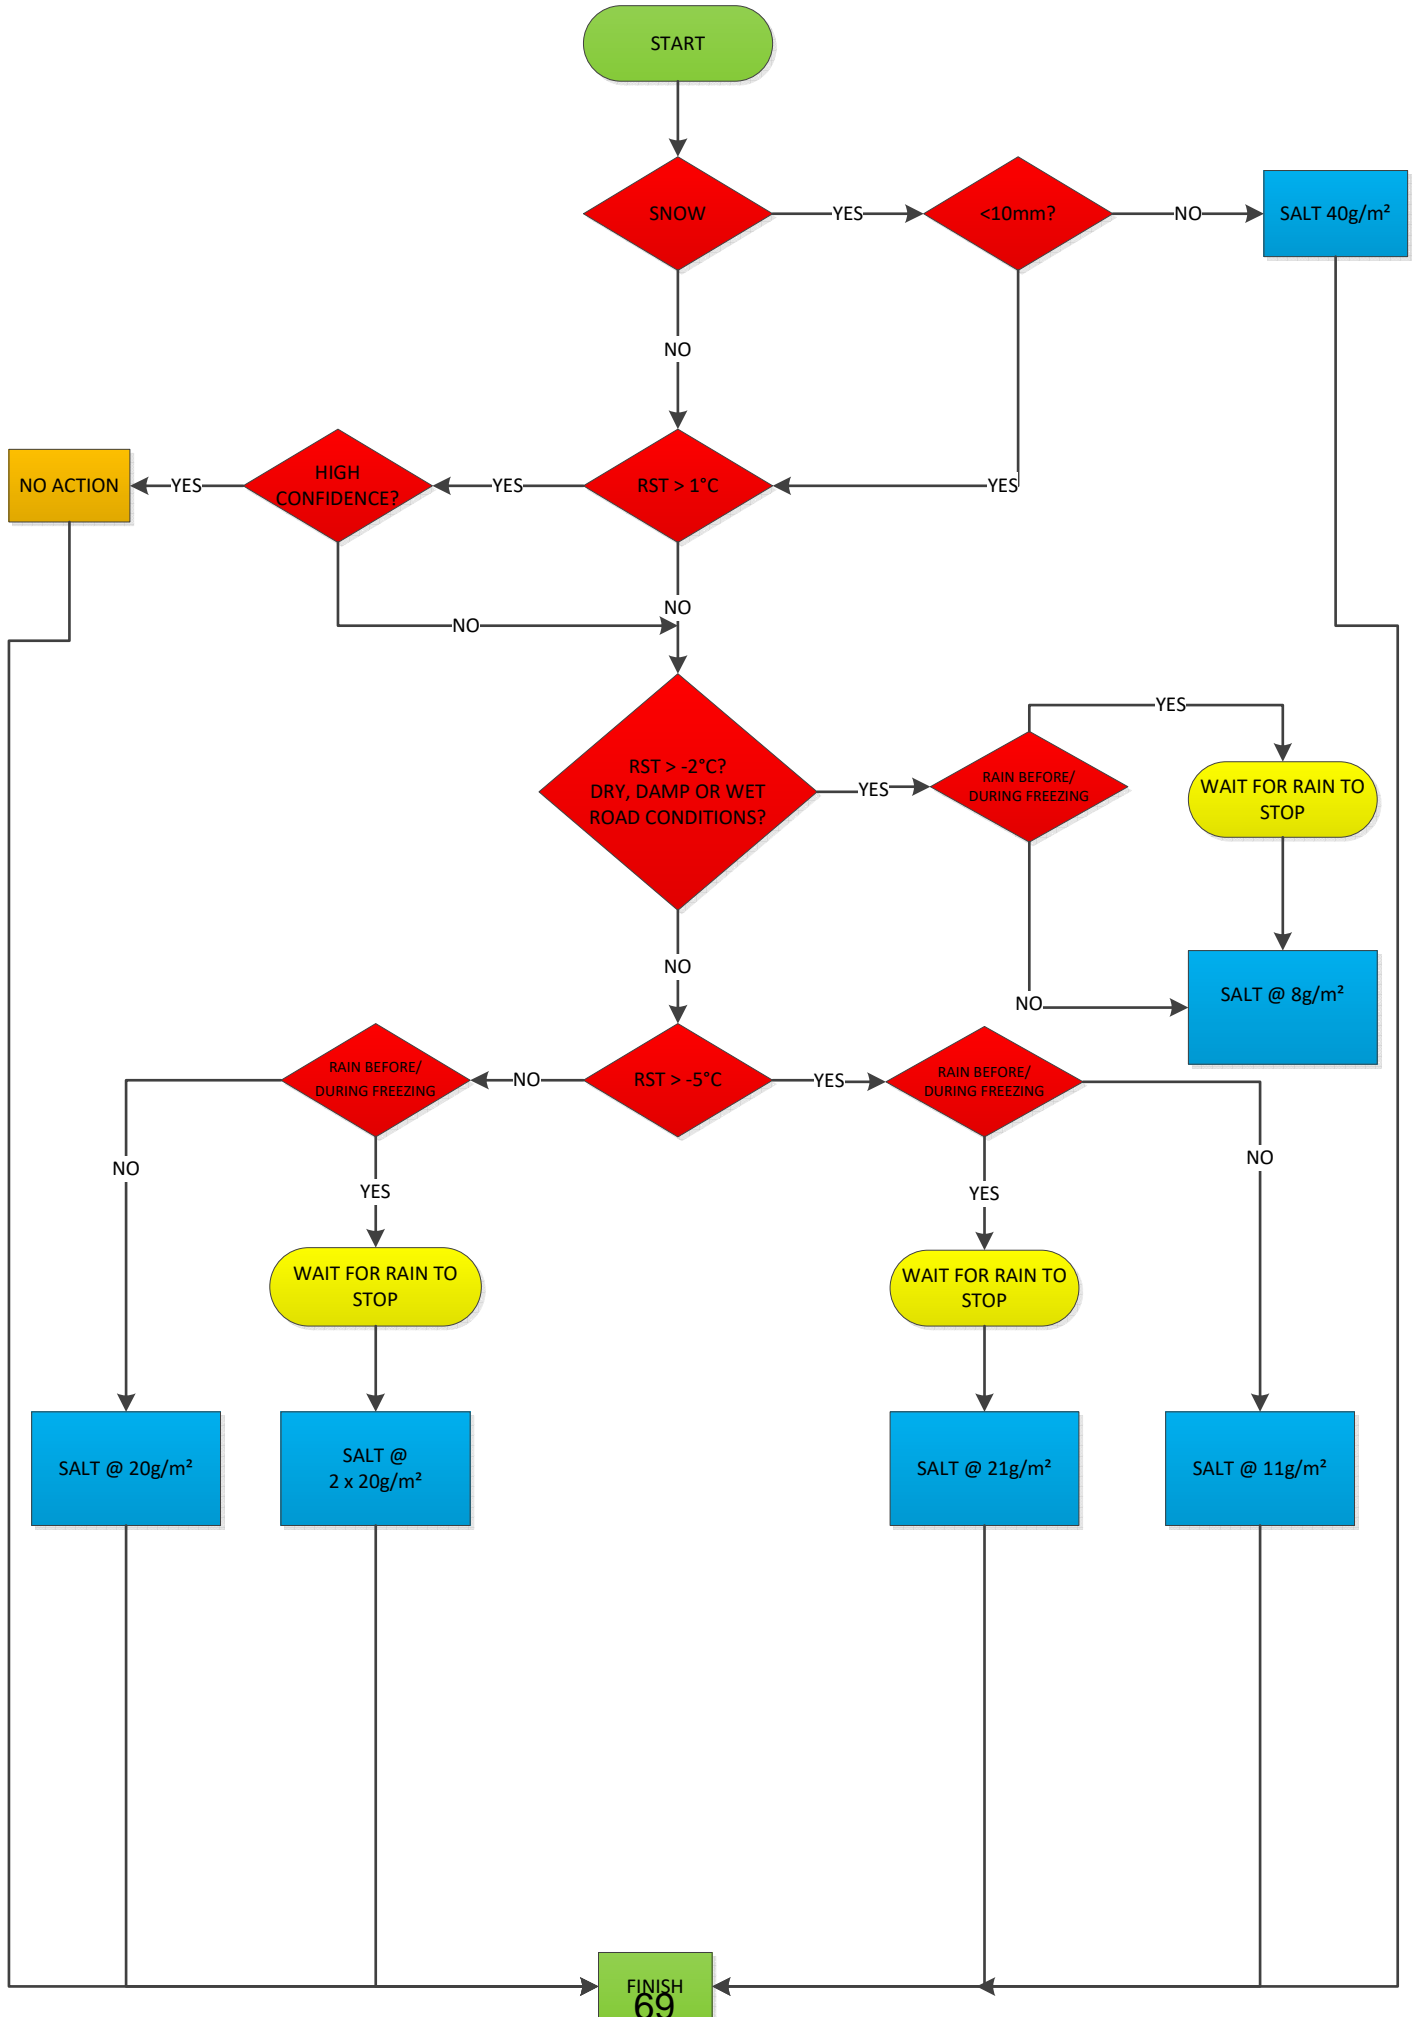 START
SNOW
YES
<10mm?
NO
SALT 40g/m²
NO
NO ACTION
YES
HIGH
CONFIDENCE?
YES
RST > 1°C
YES
NO
NO
YES
RST > -2°C?
DRY, DAMP OR WET
ROAD CONDITIONS?
YES
RAIN BEFORE/
DURING FREEZING
WAIT FOR RAIN TO
STOP
NO
NO
SALT @ 8g/m²
RAIN BEFORE/
DURING FREEZING
NO
RST > -5°C
YES
RAIN BEFORE/
DURING FREEZING
NO
YES
YES
NO
WAIT FOR RAIN TO
STOP
WAIT FOR RAIN TO
STOP
SALT @ 20g/m²
SALT @
2 x 20g/m²
SALT @ 21g/m²
SALT @ 11g/m²
FINISH
69